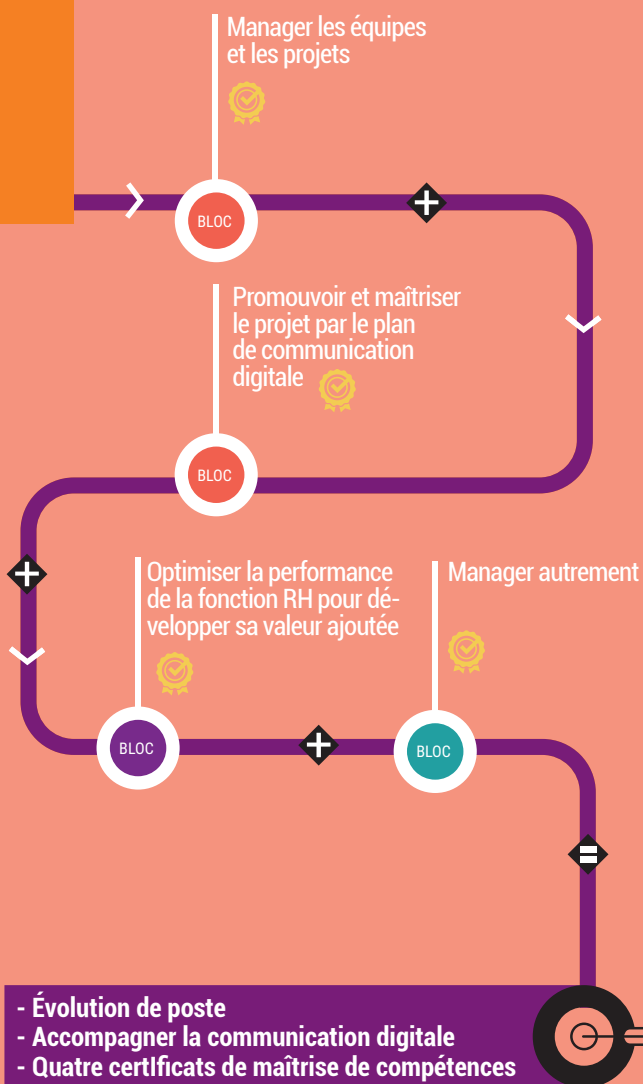 Manager les équipes
et les projets
BLOC
Promouvoir et maîtriser
le projet par le plan
de communication
digitale
BLOC
Optimiser la performance
de la fonction RH pour dé-
velopper sa valeur ajoutée
Manager autrement
BLOC
BLOC
- Évolution de poste
- Accompagner la communication digitale
- Quatre certIficats de maîtrise de compétences